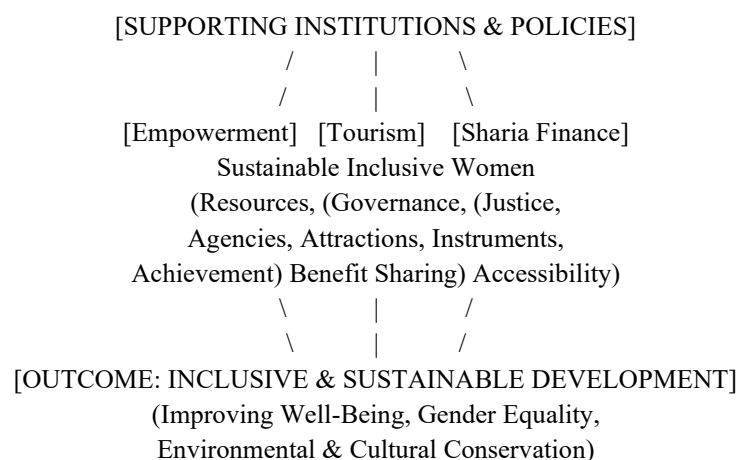 [SUPPORTING INSTITUTIONS & POLICIES]
/ | \
/ | \
[Empowerment] [Tourism] [Sharia Finance]
Sustainable Inclusive Women
(Resources, (Governance, (Justice,
Agencies, Attractions, Instruments,
Achievement) Benefit Sharing) Accessibility)
\ | /
\ | /
[OUTCOME: INCLUSIVE & SUSTAINABLE DEVELOPMENT]
(Improving Well-Being, Gender Equality,
Environmental & Cultural Conservation)